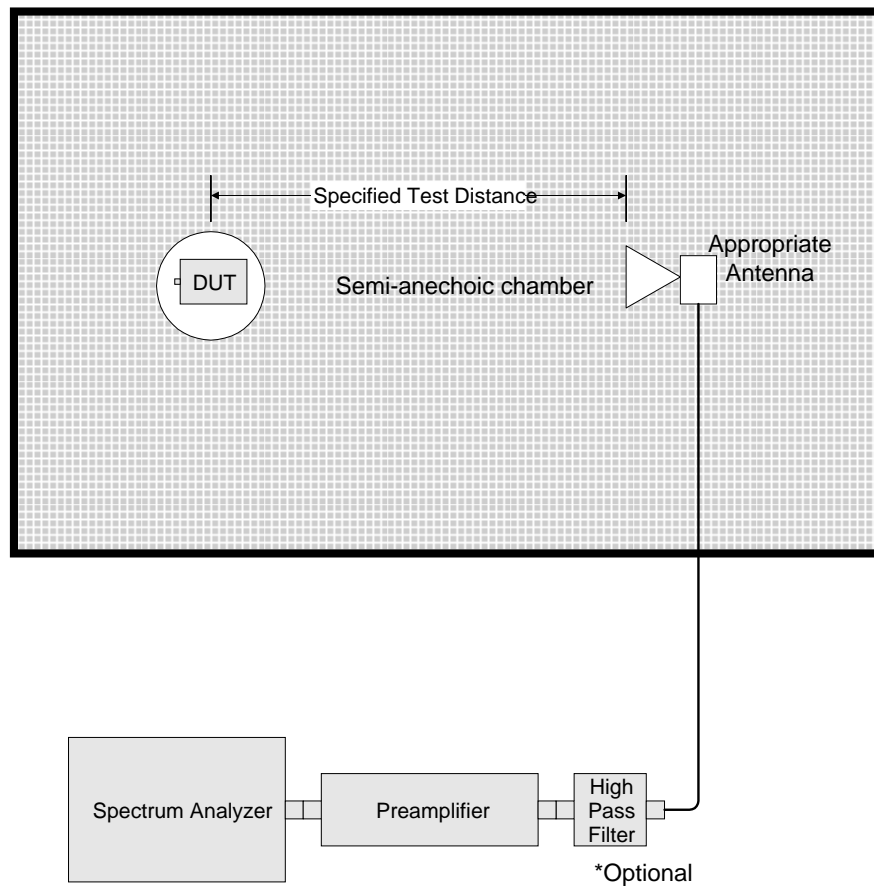 Specified Test Distance
Appropriate
Antenna
DUT
Semi-anechoic chamber
Spectrum Analyzer
Preamplifier
High
Pass
Filter
*Optional